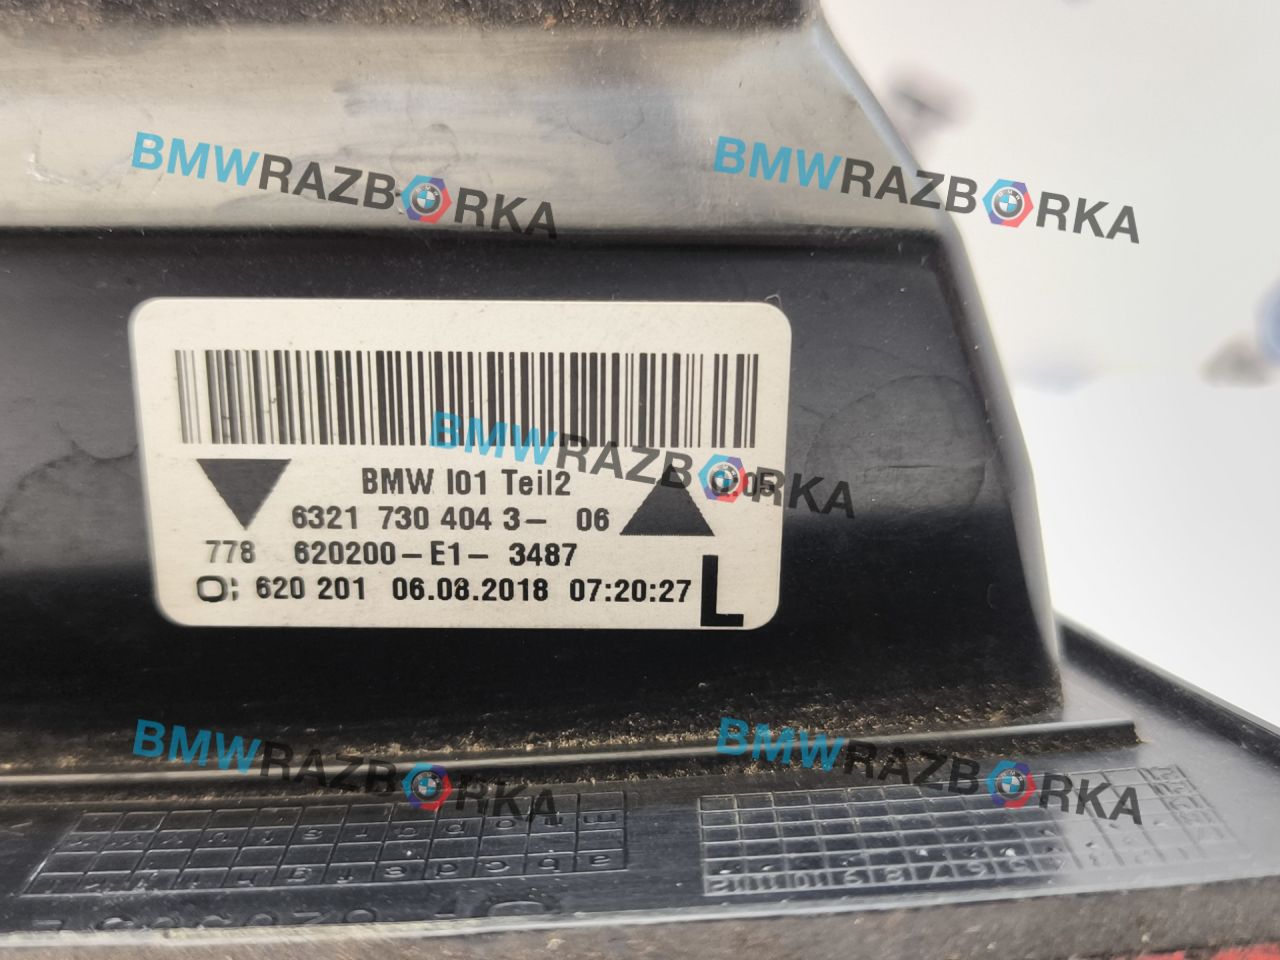 BMWRAZBORKA
BMWRAZBORKA
BMWRAZBORKA
BMW I01 Teil2
6321 730 404 3- 06
778 620200-E1- 3487
O; 620 201 06.08.2018 07:20:27
L
BMWRAZBORKA
BMWRAZBORKA